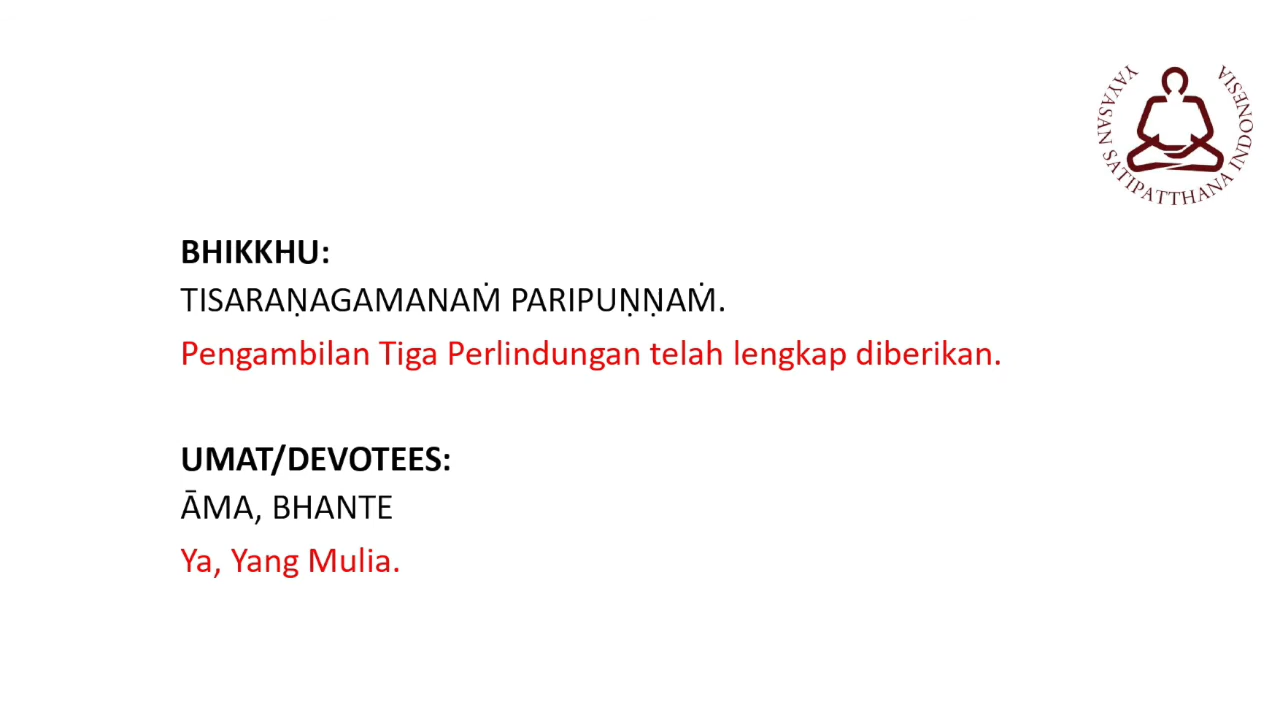 YAYASAN SATIPATTHANA INDONESIA
BHIKKHU:
TISARAṆAGAMANAṀ PARIPUṆṆAṀ.
Pengambilan Tiga Perlindungan telah lengkap diberikan.
UMAT/DEVOTEES:
ĀMA, BHANTE
Ya, Yang Mulia.